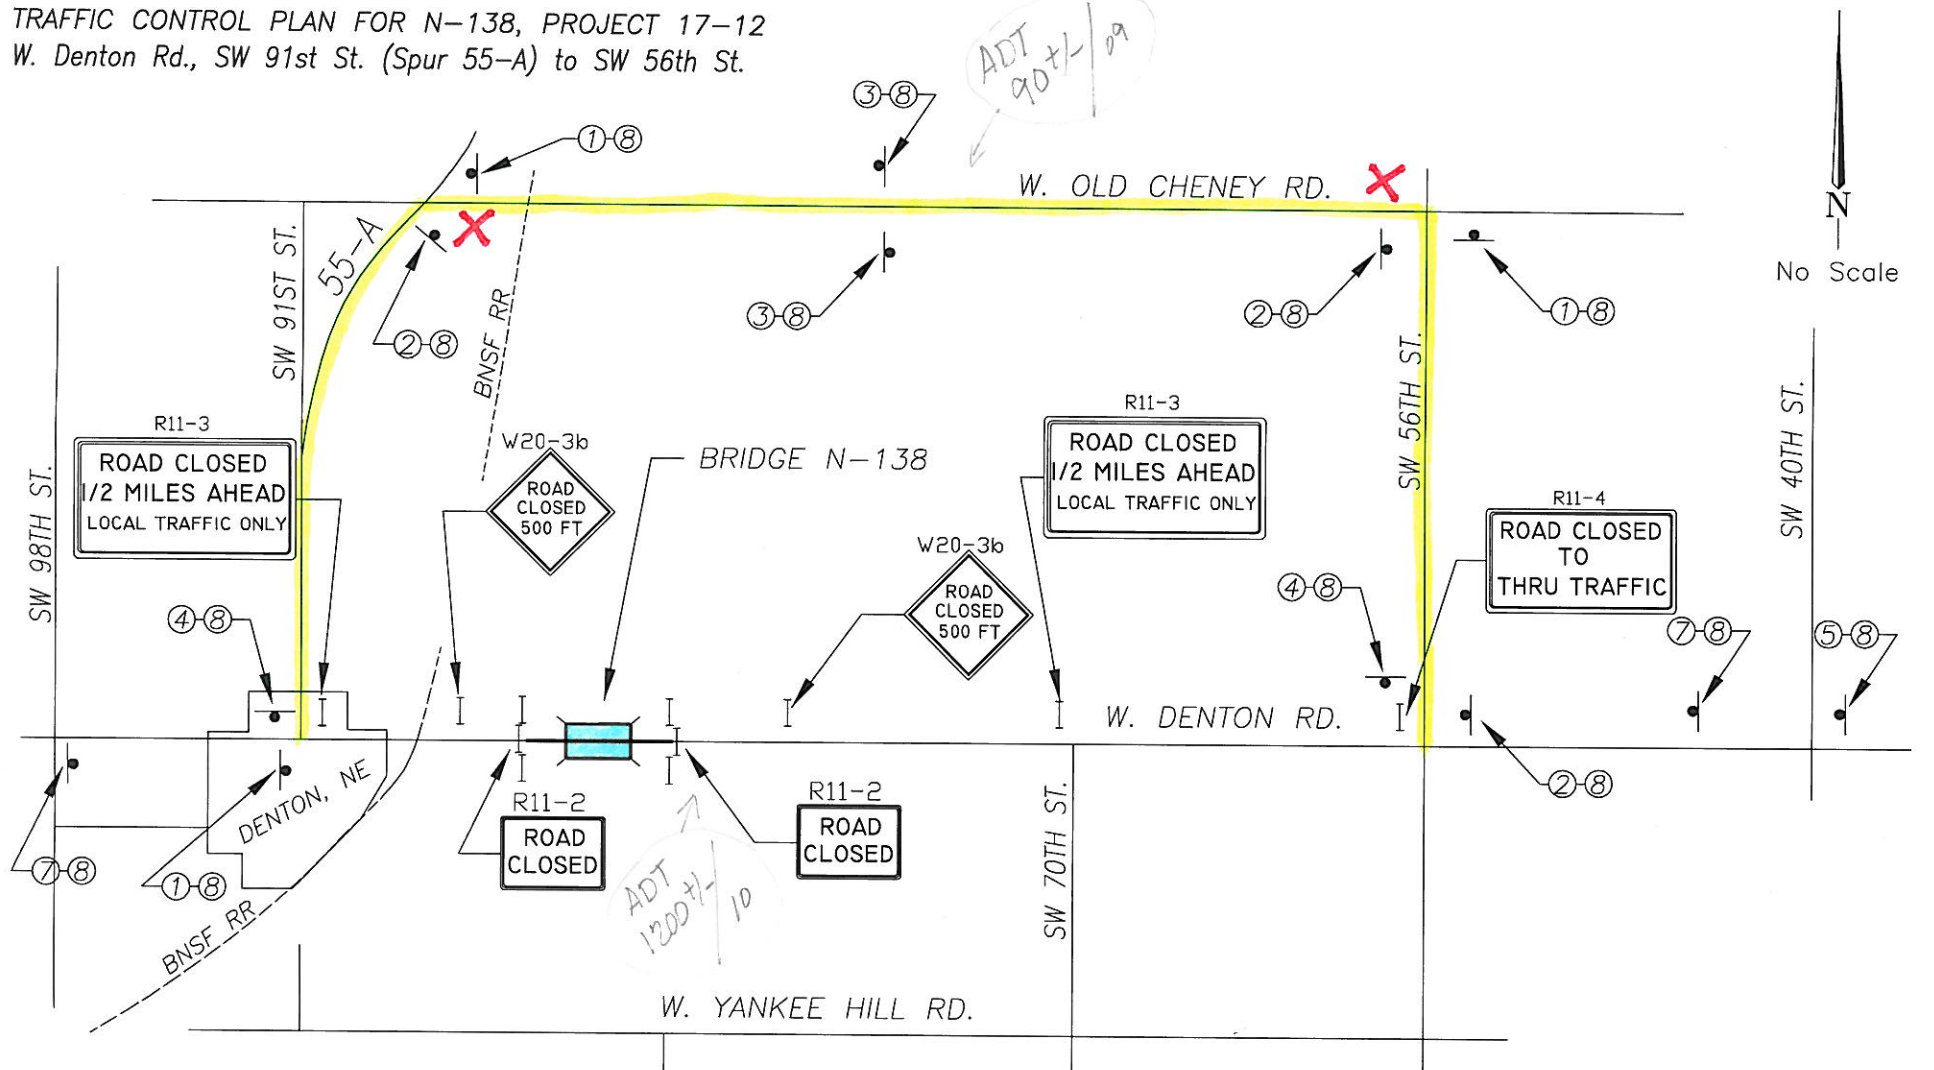 TRAFFIC CONTROL PLAN FOR N-138, PROJECT 17-12
W. Denton Rd., SW 91st St. (Spur 55-A) to SW 56th St.
ADT
90 +/-
09
3-8
1-8
W. OLD CHENEY RD.
N
No Scale
SW 91ST ST.
55-A
2-8
BNSF RR
3-8
2-8
1-8
SW 56TH ST.
SW 40TH ST.
SW 98TH ST.
R11-3
ROAD CLOSED
1/2 MILES AHEAD
LOCAL TRAFFIC ONLY
W20-3b
ROAD
CLOSED
500 FT
BRIDGE N-138
R11-3
ROAD CLOSED
1/2 MILES AHEAD
LOCAL TRAFFIC ONLY
R11-4
ROAD CLOSED
TO
THRU TRAFFIC
W20-3b
ROAD
CLOSED
500 FT
4-8
4-8
7-8
5-8
W. DENTON RD.
DENTON, NE
7-8
1-8
BNSF RR
R11-2
ROAD
CLOSED
R11-2
ROAD
CLOSED
2-8
ADT
1200 +/-
10
SW 70TH ST.
W. YANKEE HILL RD.